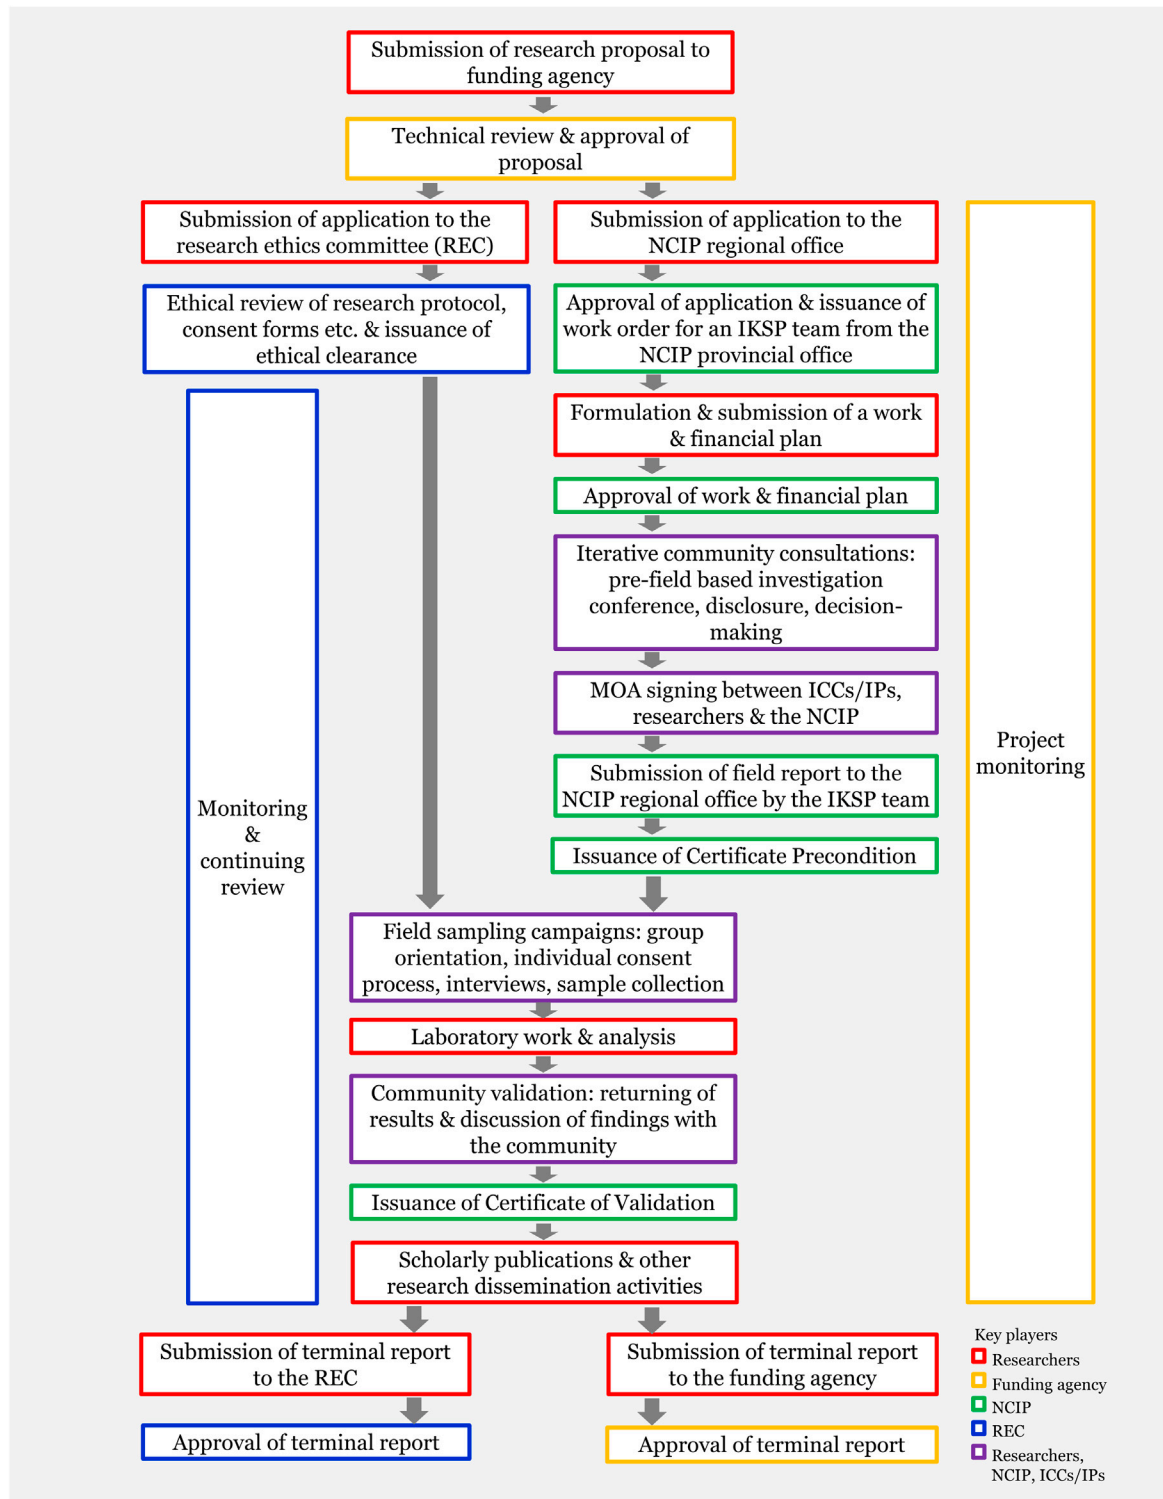 Submission of research proposal to
funding agency
Technical review & approval of
proposal
Submission of application to the
research ethics committee (REC)
Submission of application to the
NCIP regional office
Ethical review of research protocol,
consent forms etc. & issuance of
ethical clearance
Approval of application & issuance of
work order for an IKSP team from the
NCIP provincial office
Formulation & submission of a work
& financial plan
Approval of work & financial plan
Iterative community consultations:
pre-field based investigation
conference, disclosure, decision-
making
MOA signing between ICCs/IPs,
researchers & the NCIP
Submission of field report to the
NCIP regional office by the IKSP team
Issuance of Certificate Precondition
Monitoring
&
continuing
review
Project
monitoring
Field sampling campaigns: group
orientation, individual consent
process, interviews, sample collection
Laboratory work & analysis
Community validation: returning of
results & discussion of findings with
the community
Issuance of Certificate of Validation
Scholarly publications & other
research dissemination activities
Submission of terminal report
to the REC
Submission of terminal report
to the funding agency
Approval of terminal report
Approval of terminal report
Key players
Researchers
Funding agency
NCIP
REC
Researchers,
NCIP, ICCs/IPs